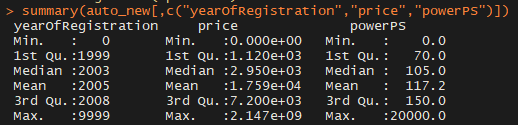 > summary(auto_new[,c("yearofRegistration","price","powerPS")])
yearOfRegistration price powerPS
Min. : 0 Min. :0.000e+00 Min. : 0.0
1st Qu.:1999 1st Qu.:1.120e+03 1st Qu.: 70.0
Median :2003 Median :2.950e+03 Median : 105.0
Mean :2005 Mean :1.759e+04 Mean : 117.2
3rd Qu.:2008 3rd Qu.:7.200e+03 3rd Qu.: 150.0
Max. :9999 Max. :2.147e+09 Max. :20000.0